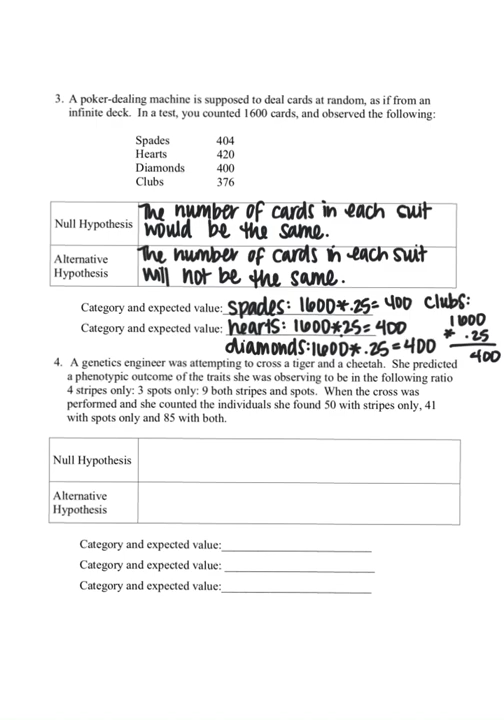 3. A poker-dealing machine is supposed to deal cards at random, as if from an
infinite deck. In a test, you counted 1600 cards, and observed the following:
Spades 404
Hearts 420
Diamonds 400
Clubs 376
Null Hypothesis The number of cards in each suit
would be the same.
Alternative Hypothesis The number of cards in each suit
will not be the same.
Category and expected value: spades: 1600*.25= 400 clubs:
Category and expected value: hearts: 1600*25= 400 1600
diamonds:1600*.25=400 * .25
400
4. A genetics engineer was attempting to cross a tiger and a cheetah. She predicted
a phenotypic outcome of the traits she was observing to be in the following ratio
4 stripes only: 3 spots only: 9 both stripes and spots. When the cross was
performed and she counted the individuals she found 50 with stripes only, 41
with spots only and 85 with both.
Null Hypothesis
Alternative
Hypothesis
Category and expected value:
Category and expected value:
Category and expected value: